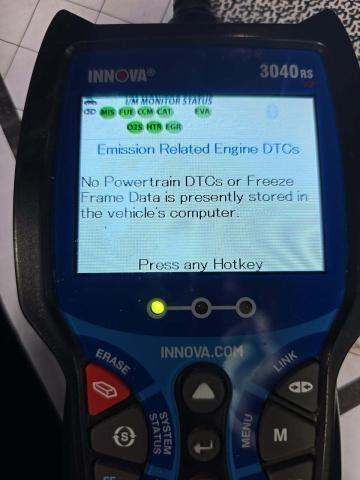 INNOVA®
3040RS
I/M MONITOR STATUS
MIS FUE CCM CAT EVA
O2S HTR EGR
Emission Related Engine DTCs
No Powertrain DTCs or Freeze
Frame Data is presently stored in
the vehicle's computer.
Press any Hotkey
INNOVA.COM
ERASE
LINK
SYSTEM
STATUS
MENU
S
M